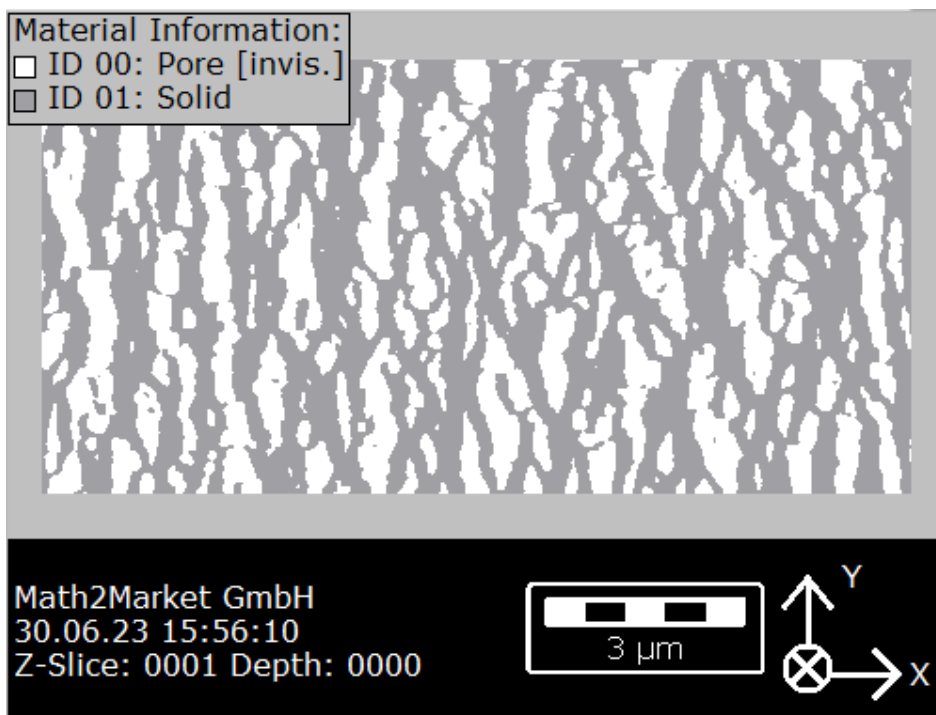 Material Information:
ID 00: Pore [invis.]
ID 01: Solid
Math2Market GmbH
30.06.23 15:56:10
Z-Slice: 0001 Depth: 0000
3 µm
Y
X